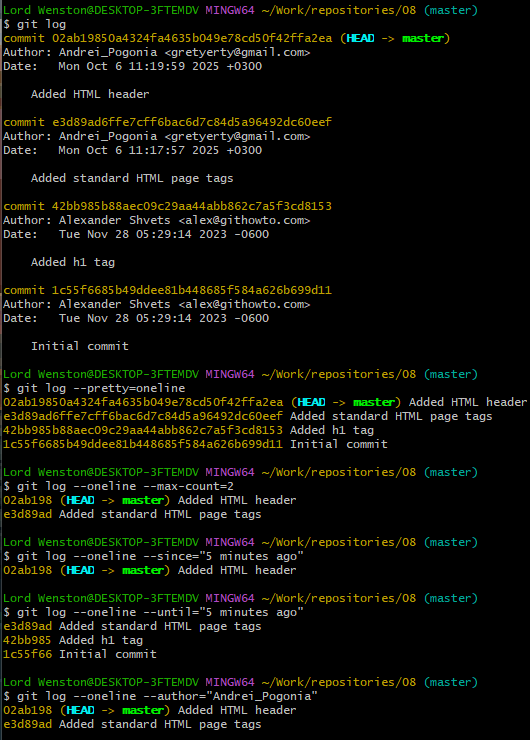 Lord Wenston@DESKTOP-3FTEMDV MINGW64 ~/Work/repositories/08 (master)
$ git log
commit 02ab19850a4324fa4635b049e78cd50f42ffa2ea (HEAD -> master)
Author: Andrei_Pogonia <gretyerty@gmail.com>
Date:   Mon Oct 6 11:19:59 2025 +0300

    Added HTML header

commit e3d89ad6ffe7cff6bac6d7c84d5a96492dc60eef
Author: Andrei_Pogonia <gretyerty@gmail.com>
Date:   Mon Oct 6 11:17:57 2025 +0300

    Added standard HTML page tags

commit 42bb985b88aec09c29aa44abb862c7a5f3cd8153
Author: Alexander Shvets <alex@githowto.com>
Date:   Tue Nov 28 05:29:14 2023 -0600

    Added h1 tag

commit 1c55f6685b49ddee81b448685f584a626b699d11
Author: Alexander Shvets <alex@githowto.com>
Date:   Tue Nov 28 05:29:14 2023 -0600

    Initial commit

Lord Wenston@DESKTOP-3FTEMDV MINGW64 ~/Work/repositories/08 (master)
$ git log --pretty=oneline
02ab19850a4324fa4635b049e78cd50f42ffa2ea (HEAD -> master) Added HTML header
e3d89ad6ffe7cff6bac6d7c84d5a96492dc60eef Added standard HTML page tags
42bb985b88aec09c29aa44abb862c7a5f3cd8153 Added h1 tag
1c55f6685b49ddee81b448685f584a626b699d11 Initial commit

Lord Wenston@DESKTOP-3FTEMDV MINGW64 ~/Work/repositories/08 (master)
$ git log --oneline --max-count=2
02ab198 (HEAD -> master) Added HTML header
e3d89ad Added standard HTML page tags

Lord Wenston@DESKTOP-3FTEMDV MINGW64 ~/Work/repositories/08 (master)
$ git log --oneline --since="5 minutes ago"
02ab198 (HEAD -> master) Added HTML header

Lord Wenston@DESKTOP-3FTEMDV MINGW64 ~/Work/repositories/08 (master)
$ git log --oneline --until="5 minutes ago"
e3d89ad Added standard HTML page tags
42bb985 Added h1 tag
1c55f66 Initial commit

Lord Wenston@DESKTOP-3FTEMDV MINGW64 ~/Work/repositories/08 (master)
$ git log --oneline --author="Andrei_Pogonia"
02ab198 (HEAD -> master) Added HTML header
e3d89ad Added standard HTML page tags